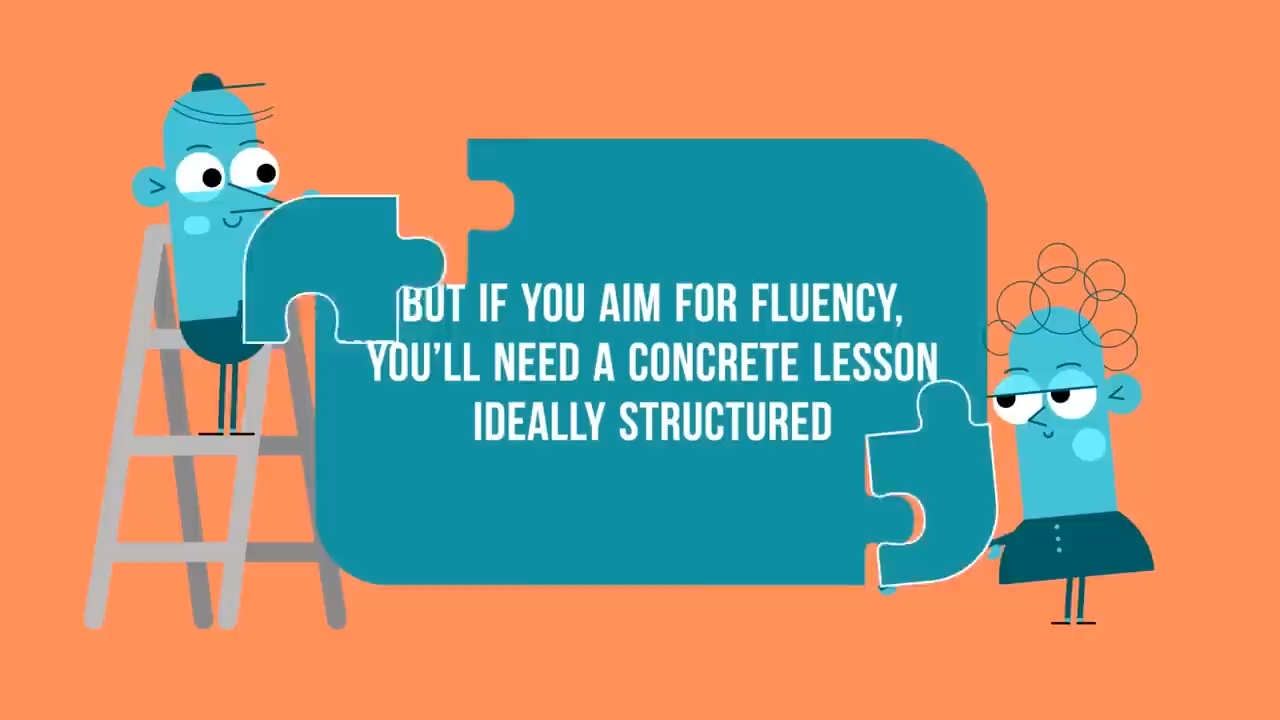 BUT IF YOU AIM FOR FLUENCY,
YOU'LL NEED A CONCRETE LESSON
IDEALLY STRUCTURED